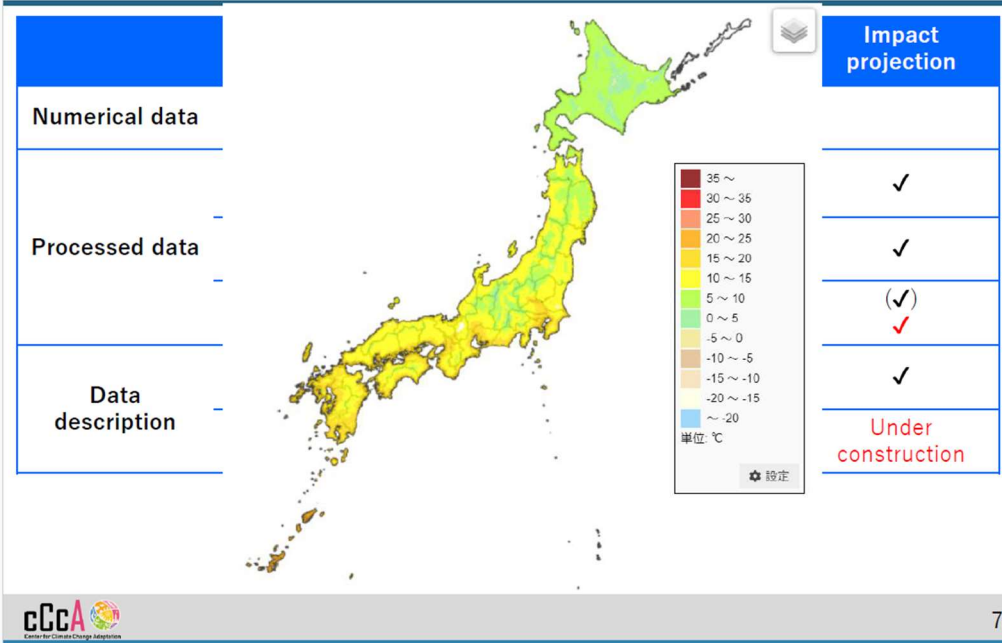 Impact
projection
Numerical data
✓
Processed data
✓
(✓)
✓
Data
description
✓
Under
construction
35 ～
30 ～ 35
25 ～ 30
20 ～ 25
15 ～ 20
10 ～ 15
5 ～ 10
0 ～ 5
-5 ～ 0
-10 ～ -5
-15 ～ -10
-20 ～ -15
～ -20
単位: ℃
設定
cCcA
Center for Climate Change Adaptation
7